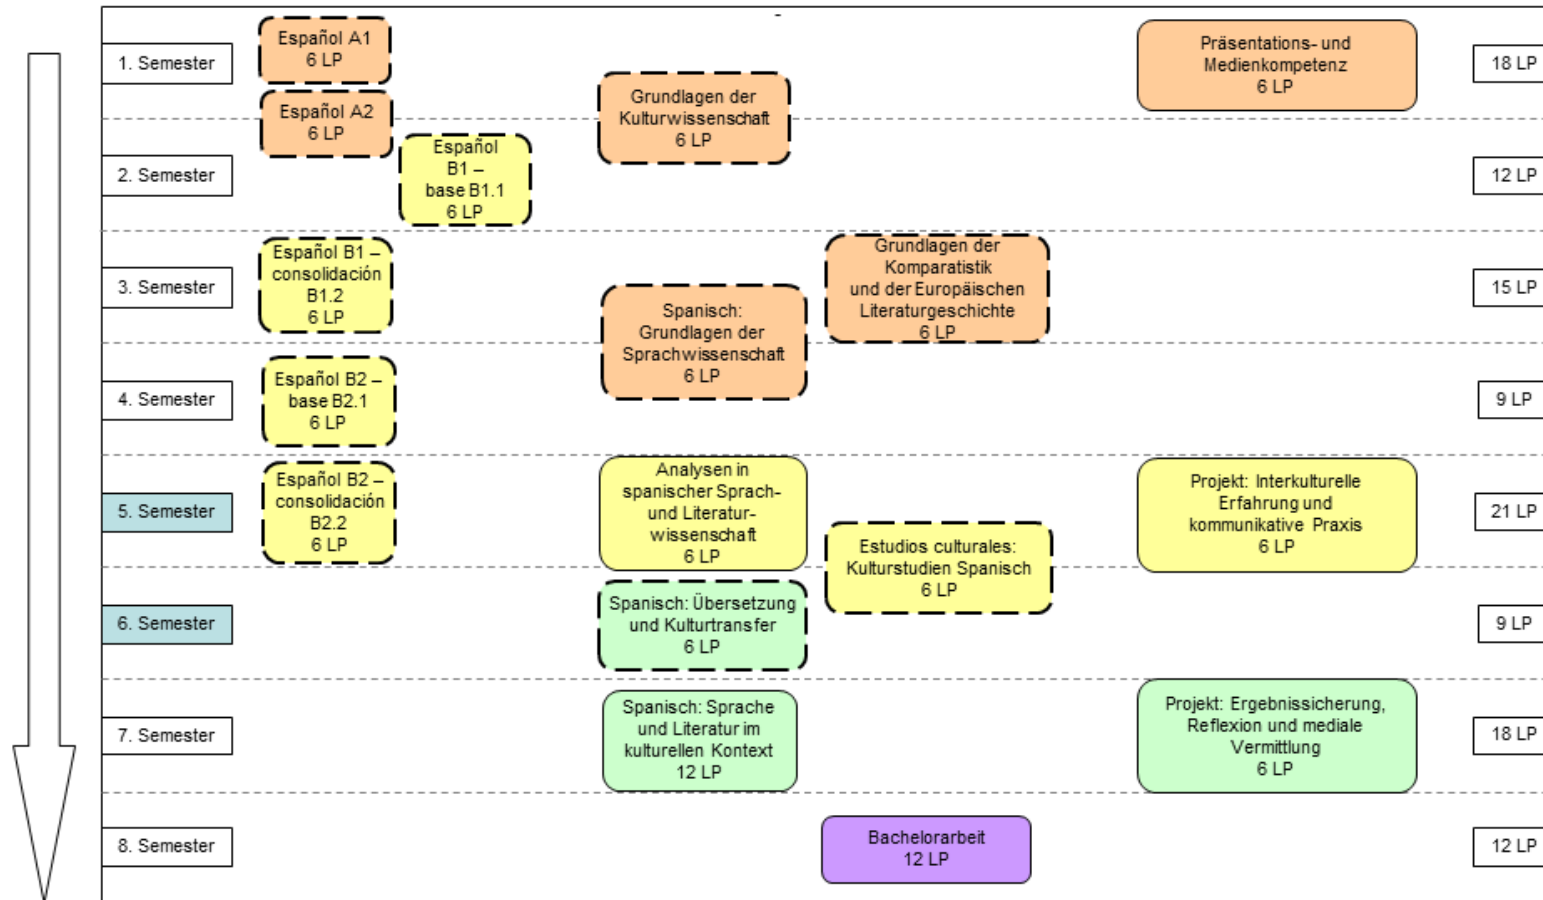 1. Semester
Español A1
6 LP
Español A2
6 LP
Grundlagen der
Kulturwissenschaft
6 LP
Präsentations- und
Medienkompetenz
6 LP
18 LP
2. Semester
Español
B1 –
base B1.1
6 LP
12 LP
3. Semester
Español B1 –
consolidación
B1.2
6 LP
Spanisch:
Grundlagen der
Sprachwissenschaft
6 LP
Grundlagen der
Komparatistik
und der Europäischen
Literaturgeschichte
6 LP
15 LP
4. Semester
Español B2 –
base B2.1
6 LP
9 LP
5. Semester
Español B2 –
consolidación
B2.2
6 LP
Analysen in
spanischer Sprach-
und Literatur-
wissenschaft
6 LP
Estudios culturales:
Kulturstudien Spanisch
6 LP
Projekt: Interkulturelle
Erfahrung und
kommunikative Praxis
6 LP
21 LP
6. Semester
Spanisch: Übersetzung
und Kulturtransfer
6 LP
9 LP
7. Semester
Spanisch: Sprache
und Literatur im
kulturellen Kontext
12 LP
Projekt: Ergebnissicherung,
Reflexion und mediale
Vermittlung
6 LP
18 LP
8. Semester
Bachelorarbeit
12 LP
12 LP